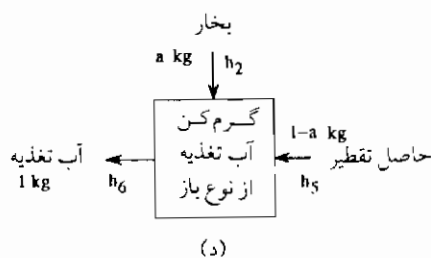 بخار
a kg h2
گرم کن
آب تغذیه
از نوع باز
1-a kg
حاصل تقطیر
h5
آب تغذیه
1 kg
h6
(د)